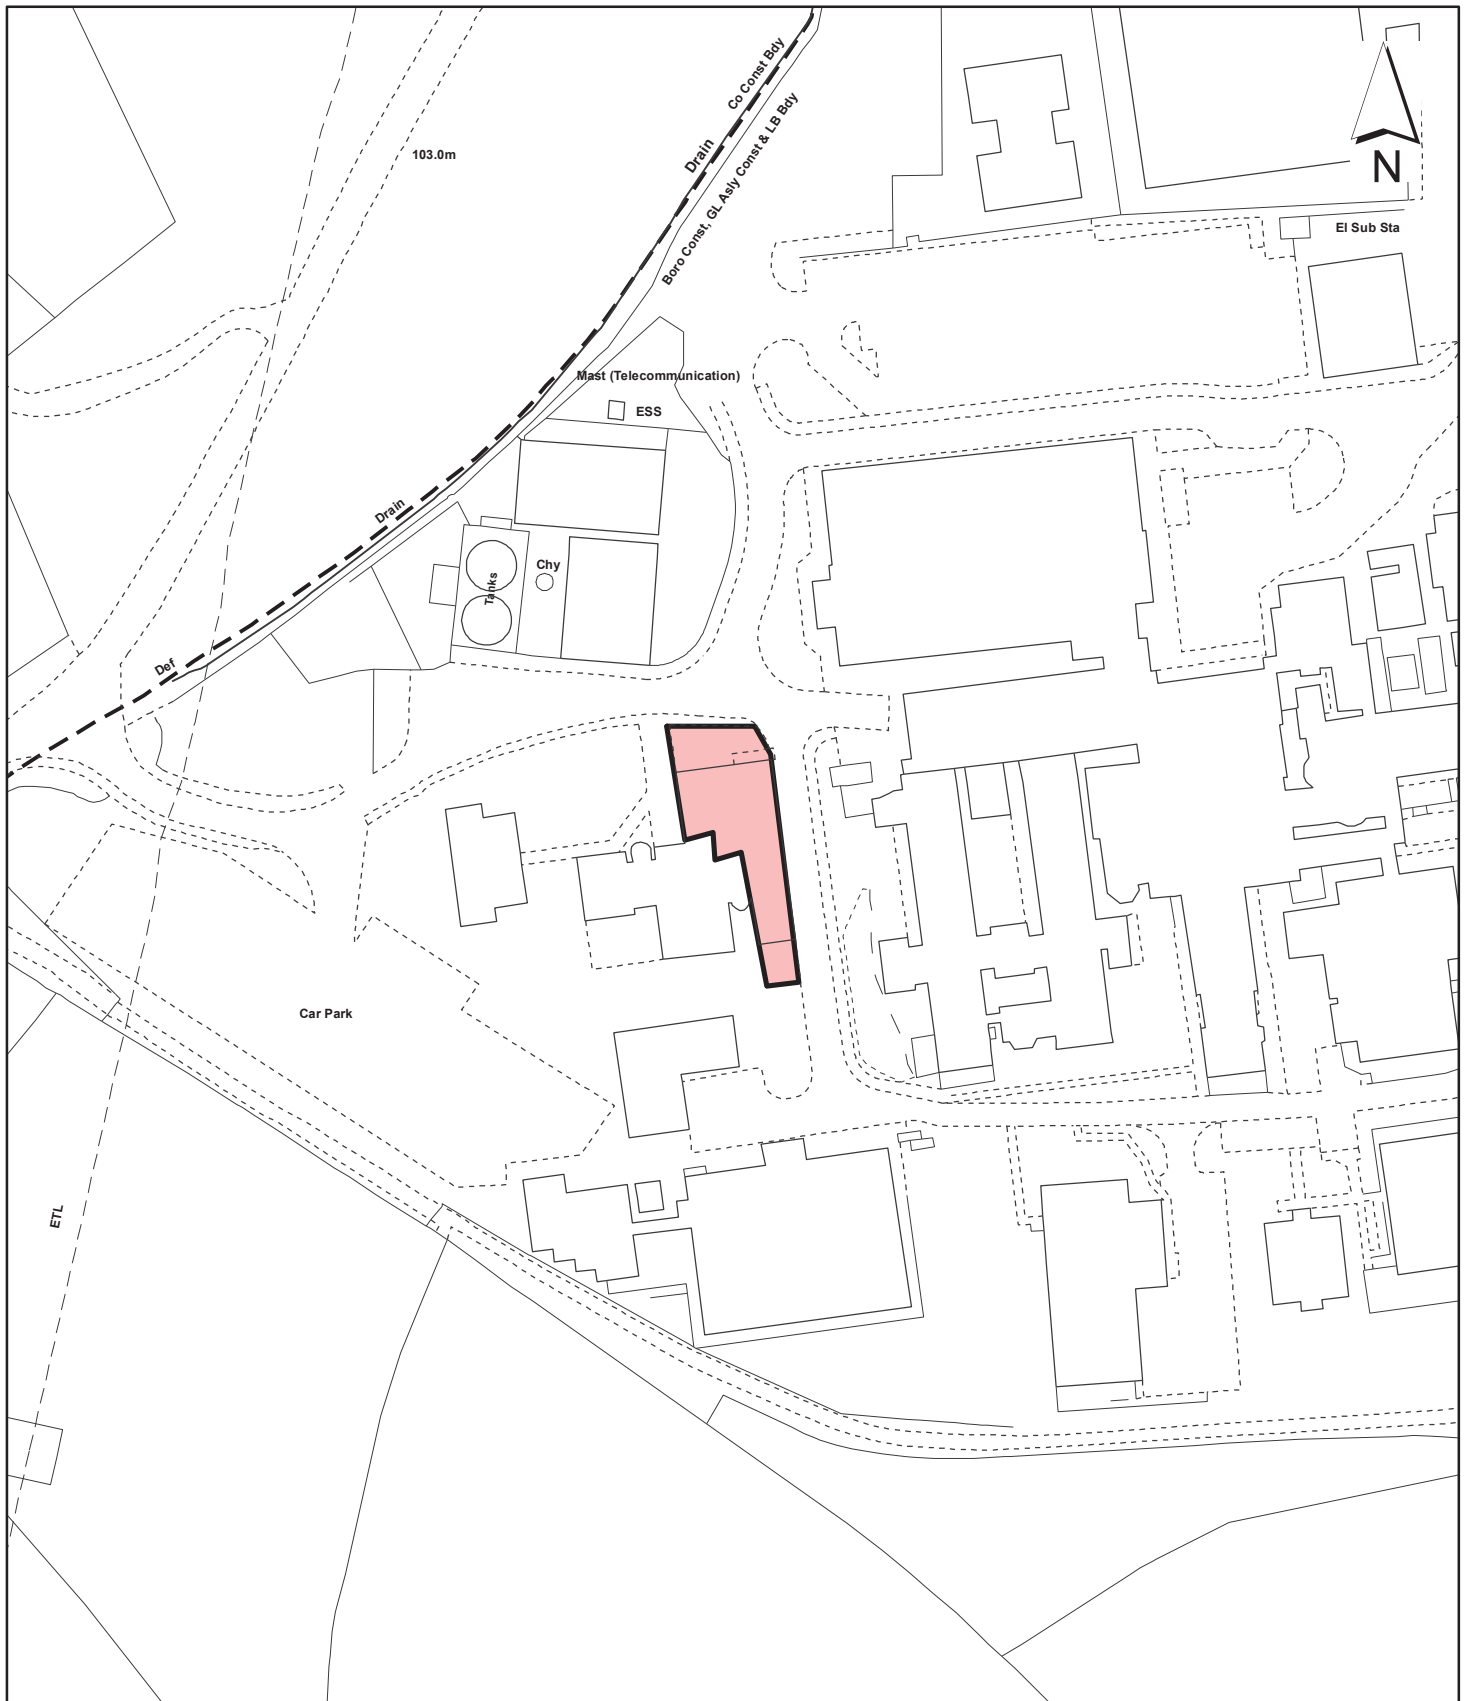 Co Const Bdy
Drain
Boro Const, GL Asly Const & LB Bdy
103.0m
N
El Sub Sta
Mast (Telecommunication)
ESS
Drain
Chy
Tanks
Def
Car Park
ETL